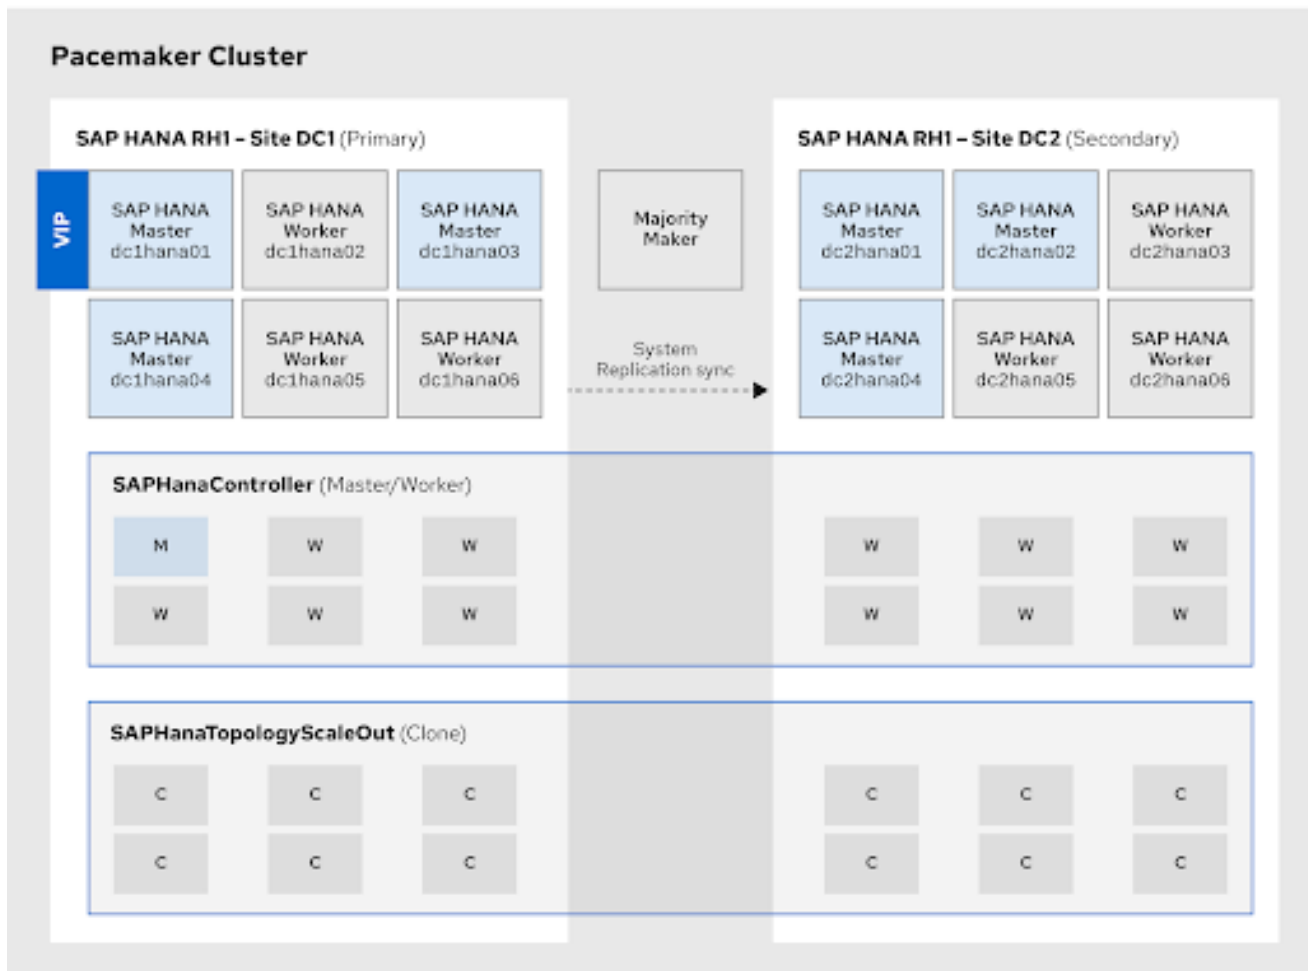 Pacemaker Cluster
SAP HANA RH1 – Site DC1 (Primary)
VIP
SAP HANA
Master
dc1hana01
SAP HANA
Worker
dc1hana02
SAP HANA
Master
dc1hana03
SAP HANA
Master
dc1hana04
SAP HANA
Worker
dc1hana05
SAP HANA
Worker
dc1hana06
Majority
Maker
System
Replication sync
SAP HANA RH1 – Site DC2 (Secondary)
SAP HANA
Master
dc2hana01
SAP HANA
Master
dc2hana02
SAP HANA
Worker
dc2hana03
SAP HANA
Master
dc2hana04
SAP HANA
Worker
dc2hana05
SAP HANA
Worker
dc2hana06
SAPHanaController (Master/Worker)
M W W W W W
W W W W W W
SAPHanaTopologyScaleOut (Clone)
C C C C C C
C C C C C C